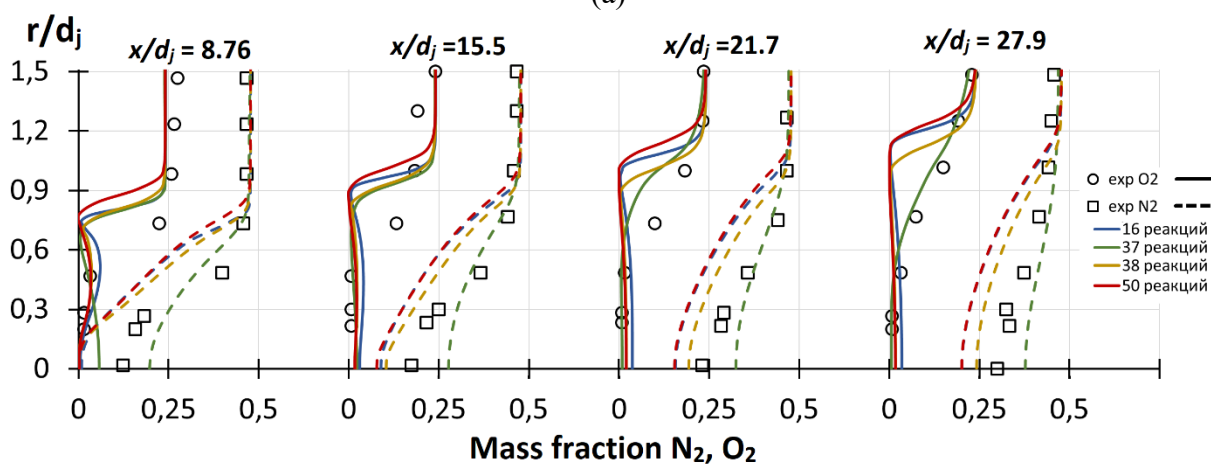 (a)
r/dj
x/dj = 8.76
x/dj = 15.5
x/dj =21.7
x/dj = 27.9
1,5
1,2
0,9
0,6
0,3
0
exp O2
exp N2
16 реакций
37 реакций
38 реакций
50 реакций
0 0,25 0,5 0 0,25 0,5 0 0,25 0,5 0 0,25 0,5
Mass fraction N₂, O₂